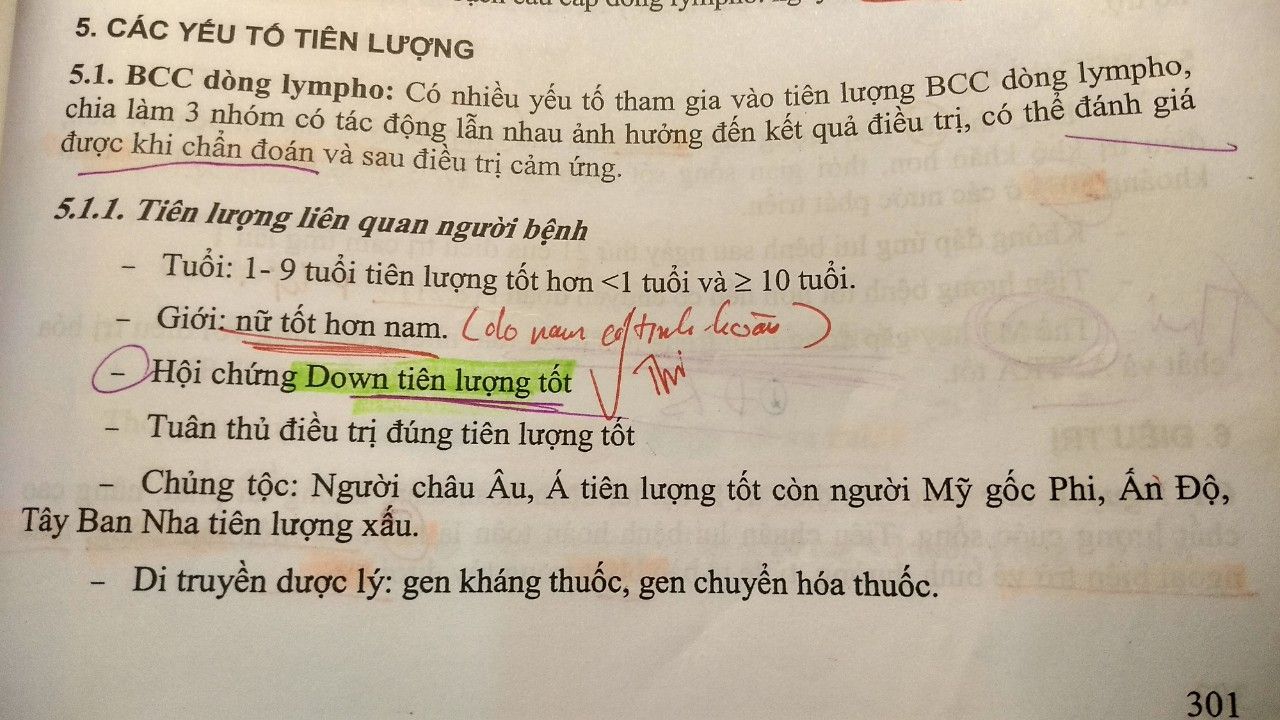 5. CÁC YẾU TỐ TIÊN LƯỢNG
5.1. BCC dòng lympho: Có nhiều yếu tố tham gia vào tiên lượng BCC dòng lympho,
chia làm 3 nhóm có tác động lẫn nhau ảnh hưởng đến kết quả điều trị, có thể đánh giá
được khi chẩn đoán và sau điều trị cảm ứng.
5.1.1. Tiên lượng liên quan người bệnh
- Tuổi: 1- 9 tuổi tiên lượng tốt hơn <1 tuổi và ≥ 10 tuổi.
- Giới: nữ tốt hơn nam. (do nam có tinh hoàn)
- Hội chứng Down tiên lượng tốt Thi
- Tuân thủ điều trị đúng tiên lượng tốt
- Chủng tộc: Người châu Âu, Á tiên lượng tốt còn người Mỹ gốc Phi, Ấn Độ,
Tây Ban Nha tiên lượng xấu.
- Di truyền dược lý: gen kháng thuốc, gen chuyển hóa thuốc.
301